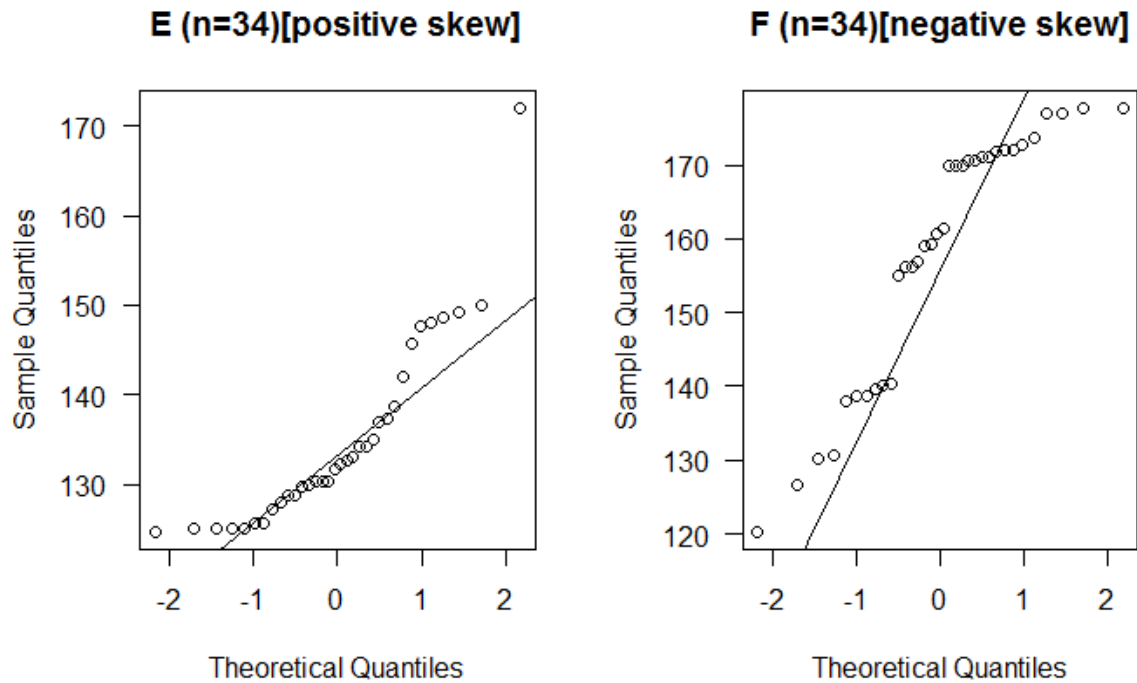 E (n=34)[positive skew]
Sample Quantiles
170
160
150
140
130
-2 -1 0 1 2
Theoretical Quantiles
F (n=34)[negative skew]
Sample Quantiles
170
160
150
140
130
120
-2 -1 0 1 2
Theoretical Quantiles